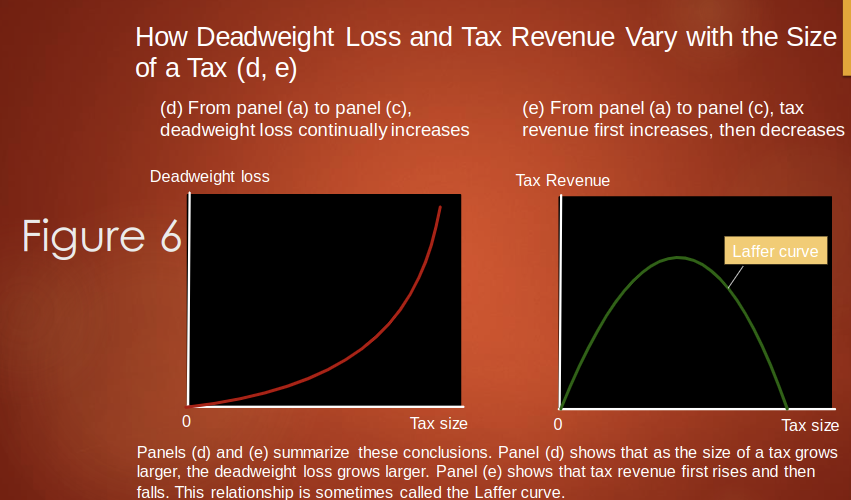 How Deadweight Loss and Tax Revenue Vary with the Size
of a Tax (d, e)
(d) From panel (a) to panel (c),
deadweight loss continually increases
(e) From panel (a) to panel (c), tax
revenue first increases, then decreases
Deadweight loss
Tax Revenue
Figure 6
Laffer curve
0
Tax size
0
Tax size
Panels (d) and (e) summarize these conclusions. Panel (d) shows that as the size of a tax grows
larger, the deadweight loss grows larger. Panel (e) shows that tax revenue first rises and then
falls. This relationship is sometimes called the Laffer curve.